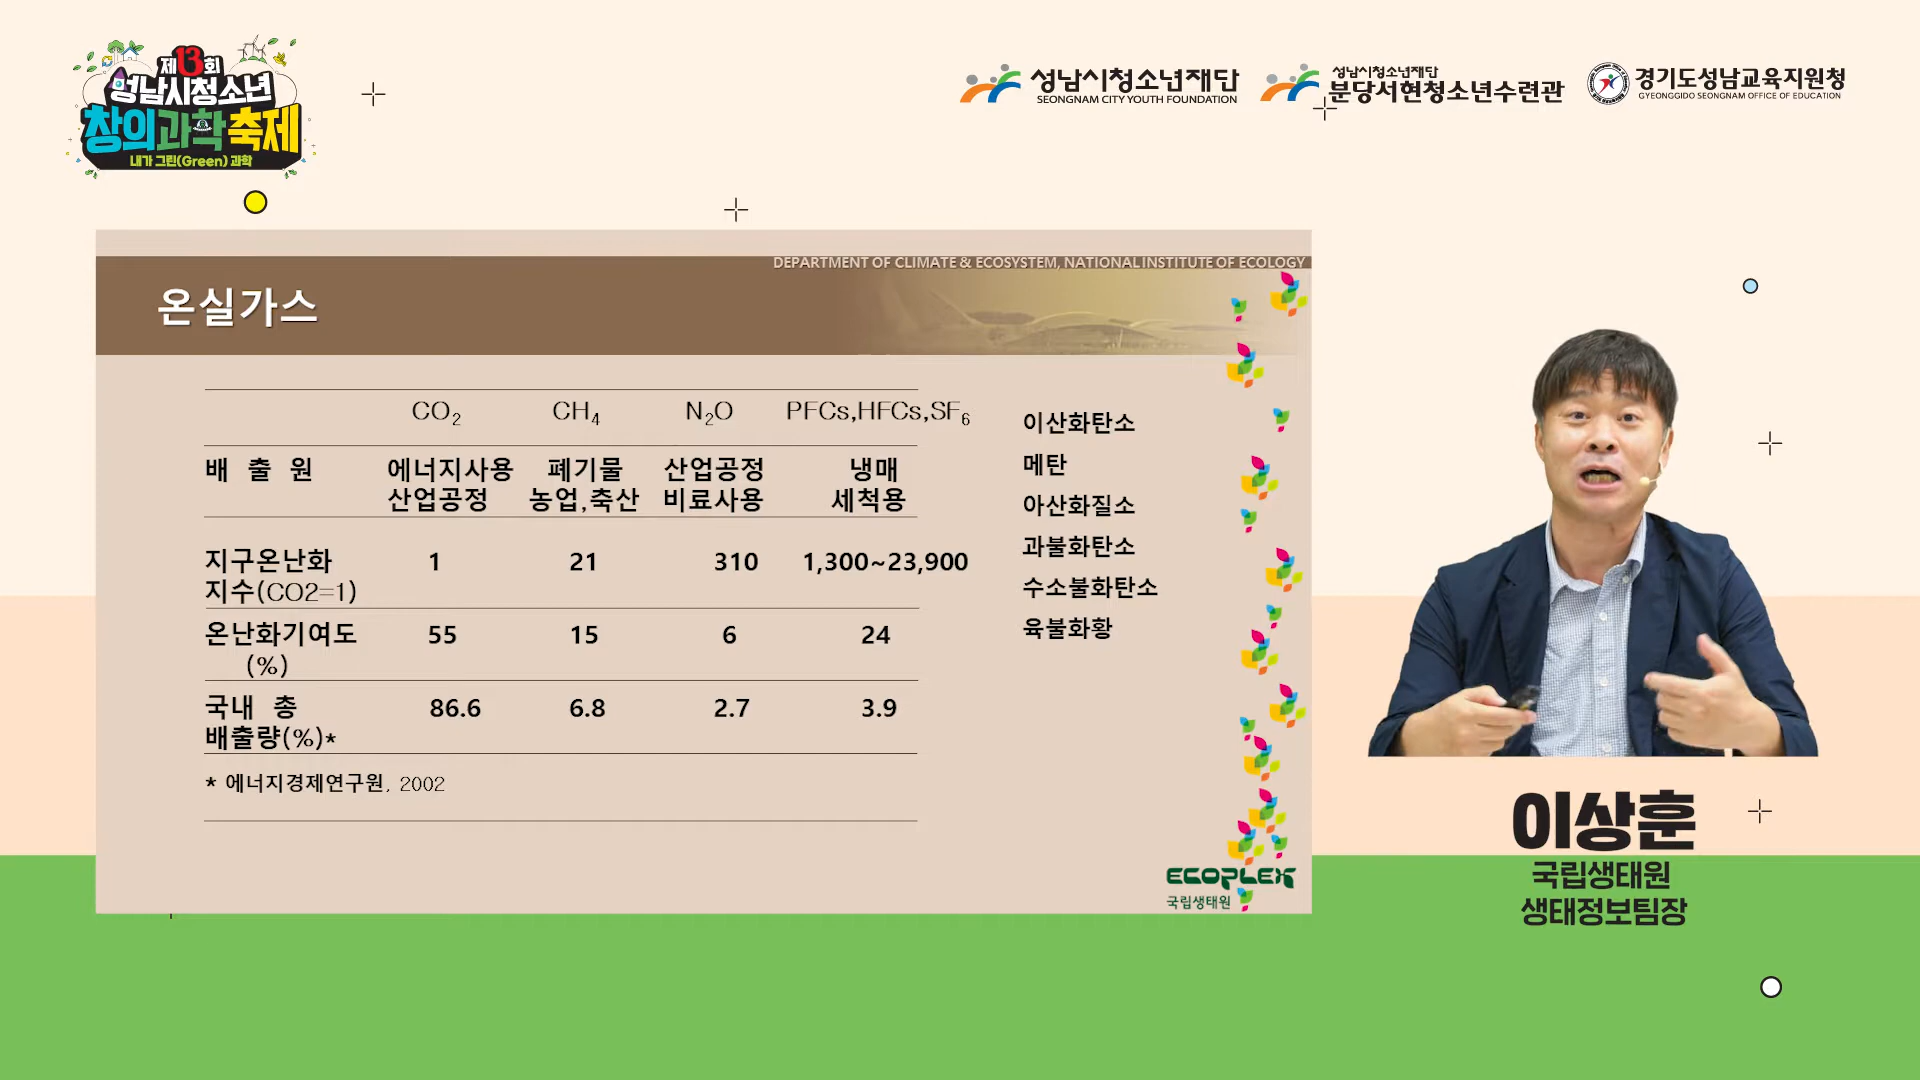 제13회
성남시청소년
창의과학축제
내가 그린(Green) 과학
성남시청소년재단
SEONGNAM CITY YOUTH FOUNDATION
성남시청소년재단
분당서현청소년수련관
경기도성남교육지원청
GYEONGGIDO SEONGNAM OFFICE OF EDUCATION
DEPARTMENT OF CLIMATE & ECOSYSTEM, NATIONAL INSTITUTE OF ECOLOGY
온실가스
CO2 CH4 N2O PFCs,HFCs,SF6
배 출 원 에너지사용 폐기물 산업공정 냉매
산업공정 농업,축산 비료사용 세척용
지구온난화 1 21 310 1,300~23,900
지수(CO2=1)
온난화기여도 55 15 6 24
(%)
국내 총 86.6 6.8 2.7 3.9
배출량(%)*
* 에너지경제연구원, 2002
이산화탄소
메탄
아산화질소
과불화탄소
수소불화탄소
육불화황
ECOPLEX
국립생태원
이상훈
국립생태원
생태정보팀장